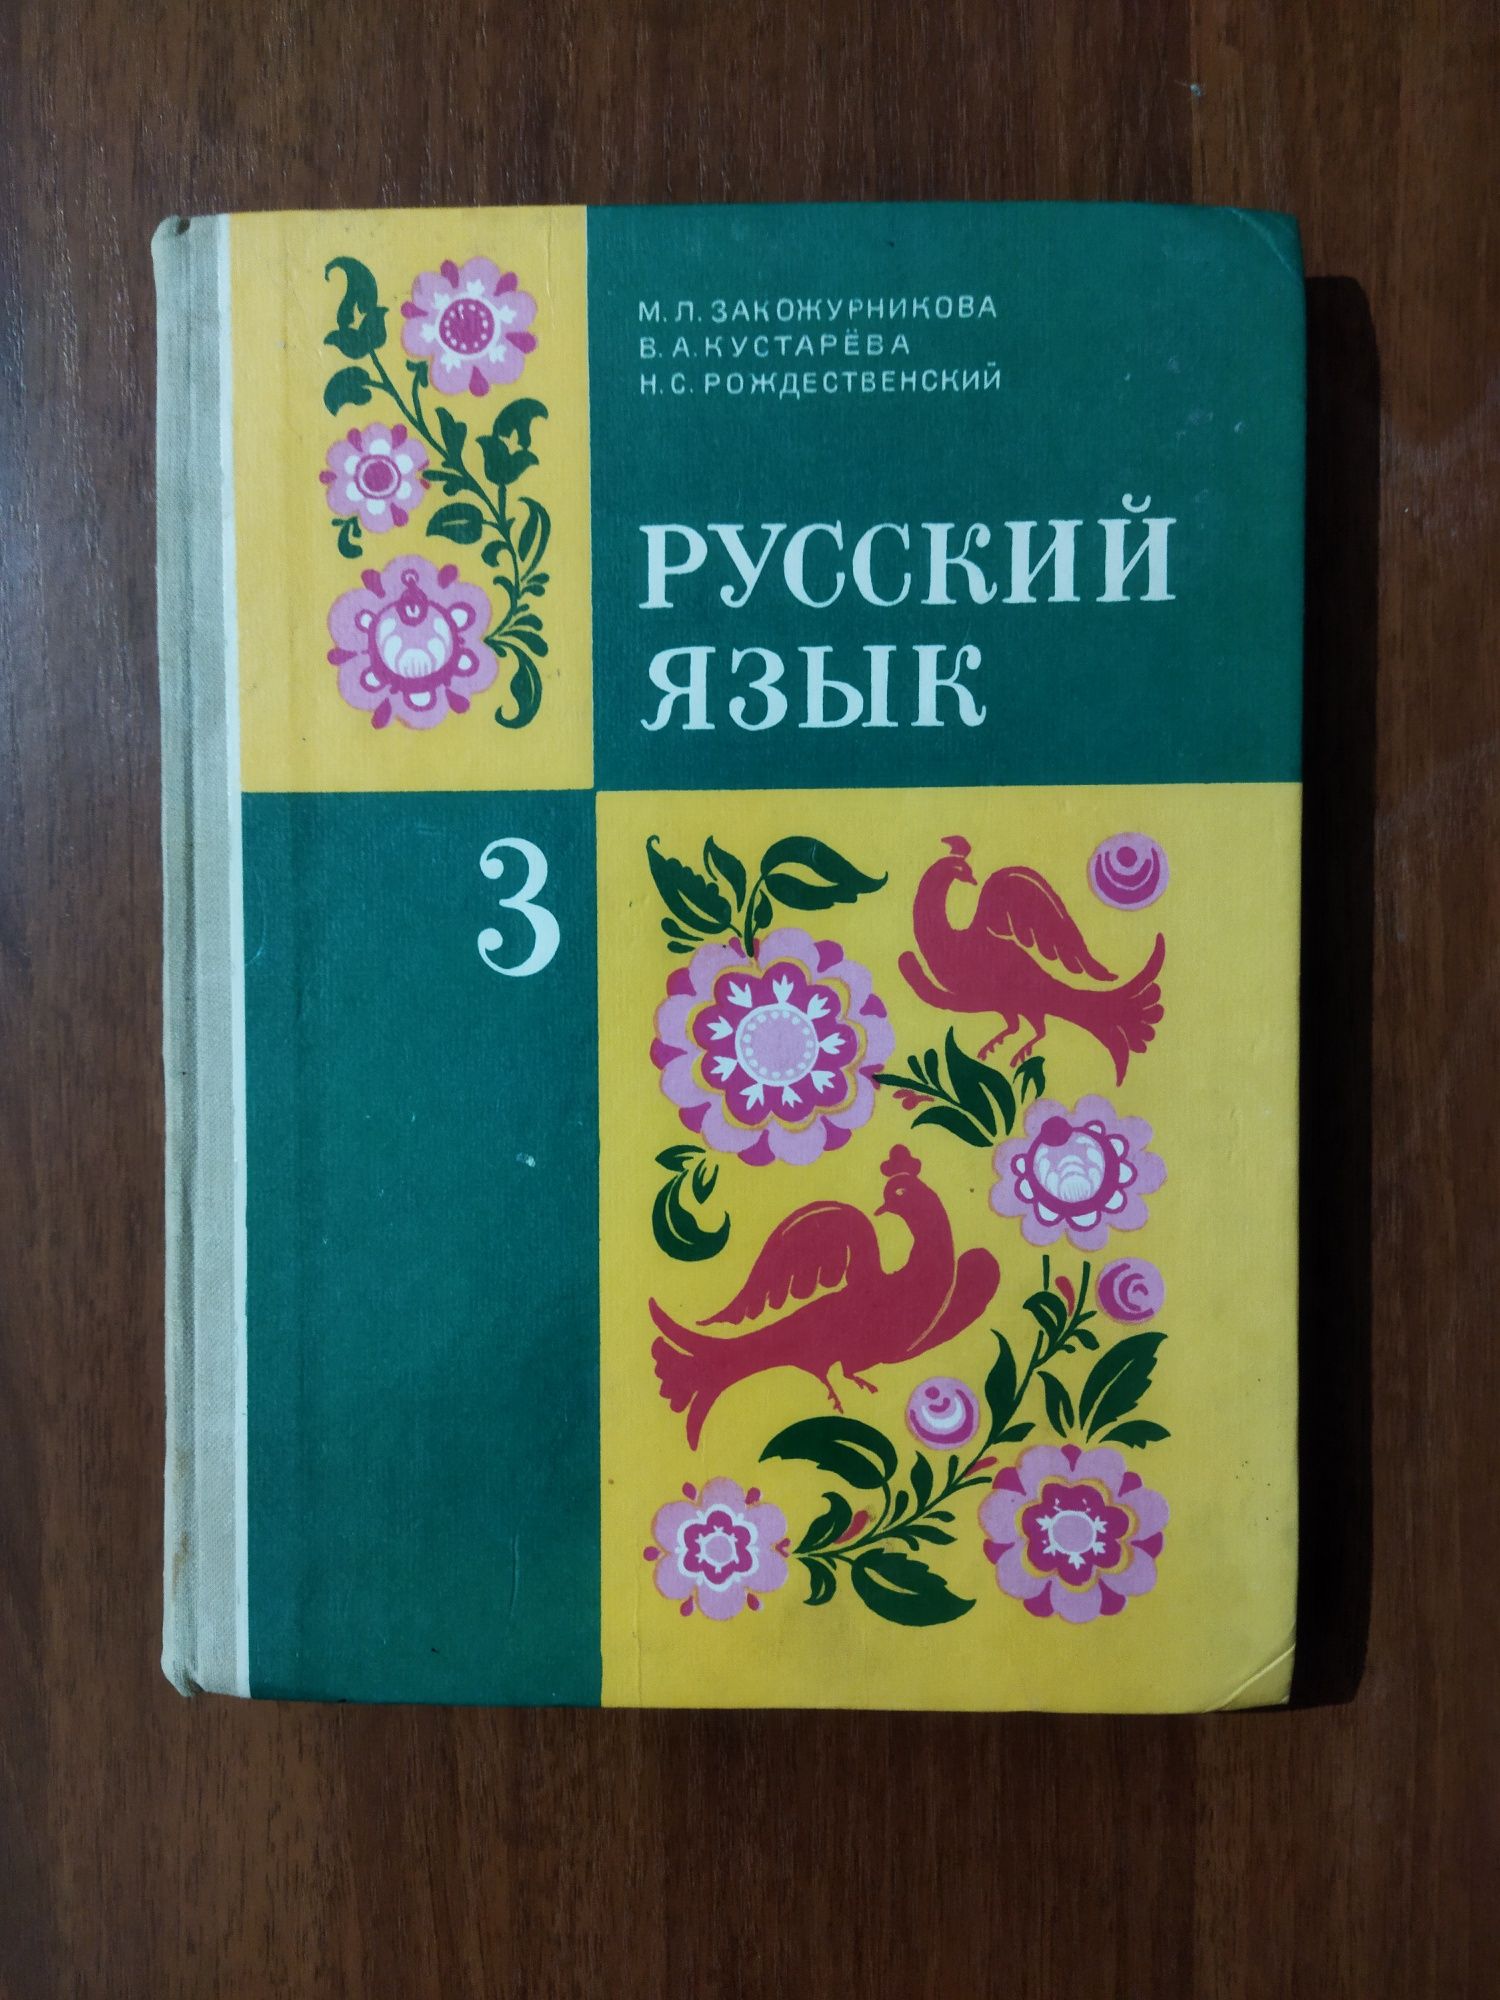 М. Л. ЗАКОЖУРНИКОВА
В. А. КУСТАРЁВА
Н. С. РОЖДЕСТВЕНСКИЙ
РУССКИЙ
ЯЗЫК
3